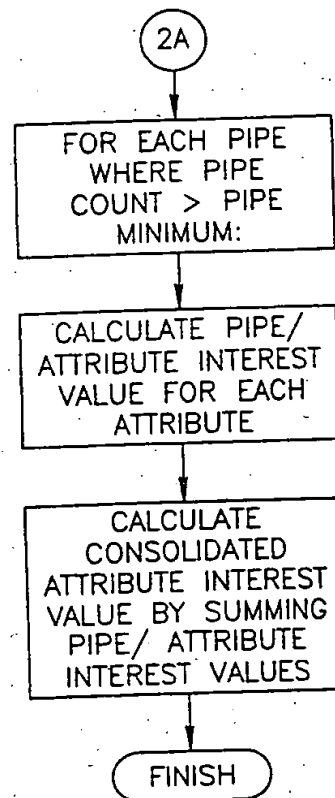 2A
FOR EACH PIPE
WHERE PIPE
COUNT > PIPE
MINIMUM:
CALCULATE PIPE/
ATTRIBUTE INTEREST
VALUE FOR EACH
ATTRIBUTE
CALCULATE
CONSOLIDATED
ATTRIBUTE INTEREST
VALUE BY SUMMING
PIPE/ ATTRIBUTE
INTEREST VALUES
FINISH